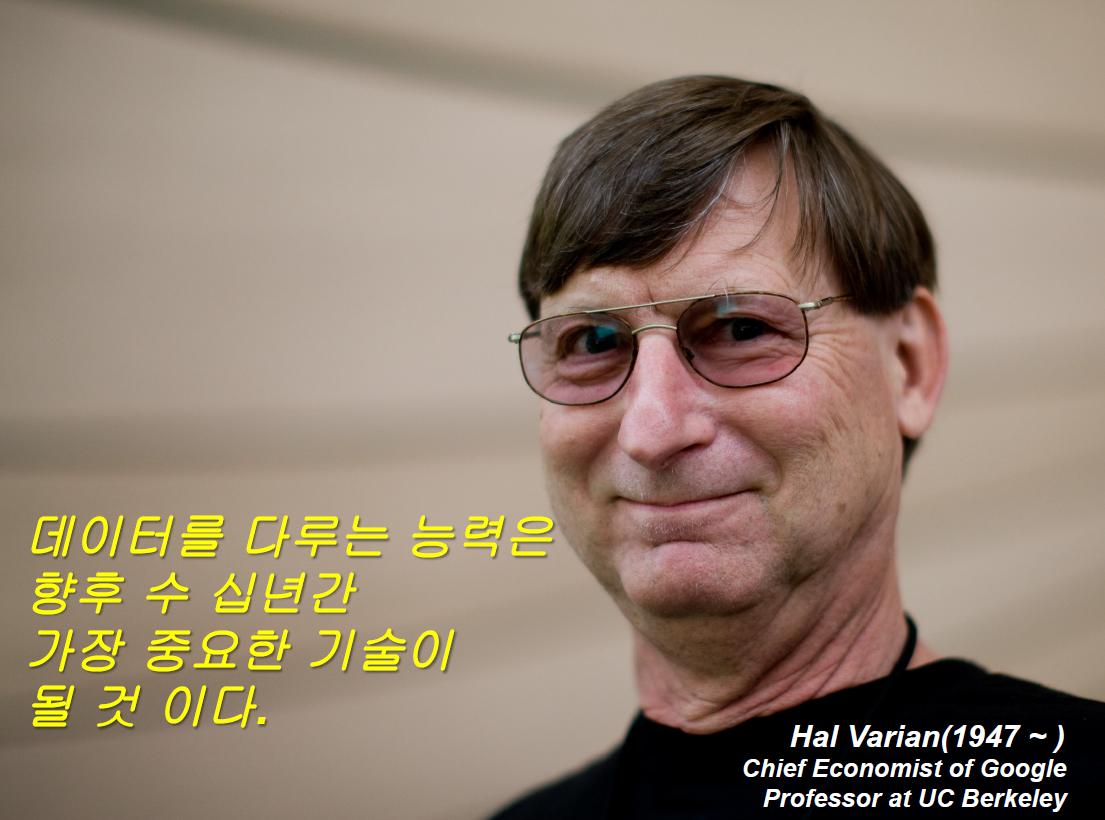 데이터를 다루는 능력은
향후 수 십년간
가장 중요한 기술이
될 것 이다.
Hal Varian(1947 ~ )
Chief Economist of Google
Professor at UC Berkeley